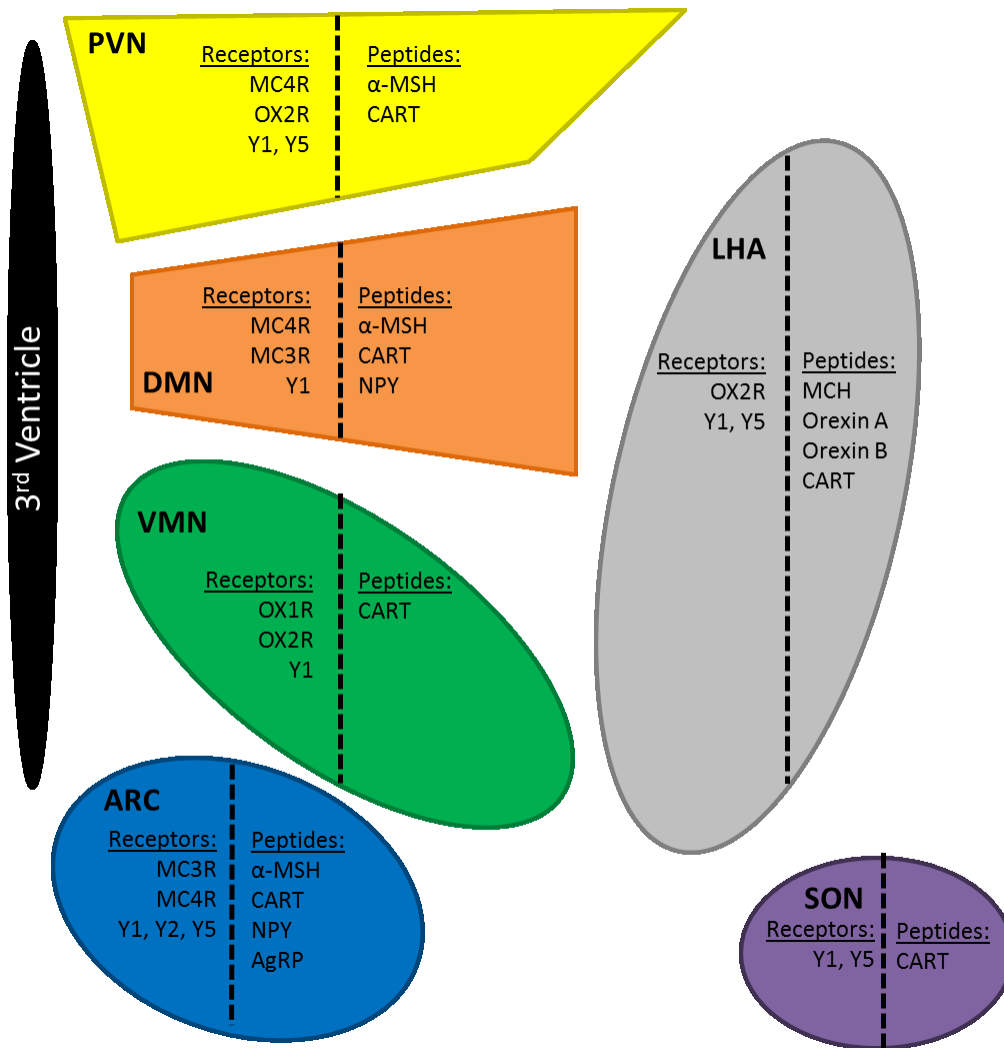 3rd Ventricle
PVN
Receptors:
MC4R
OX2R
Y1, Y5
Peptides:
α-MSH
CART
DMN
Receptors:
MC4R
MC3R
Y1
Peptides:
α-MSH
CART
NPY
VMN
Receptors:
OX1R
OX2R
Y1
Peptides:
CART
ARC
Receptors:
MC3R
MC4R
Y1, Y2, Y5
Peptides:
α-MSH
CART
NPY
AgRP
LHA
Receptors:
OX2R
Y1, Y5
Peptides:
MCH
Orexin A
Orexin B
CART
SON
Receptors:
Y1, Y5
Peptides:
CART